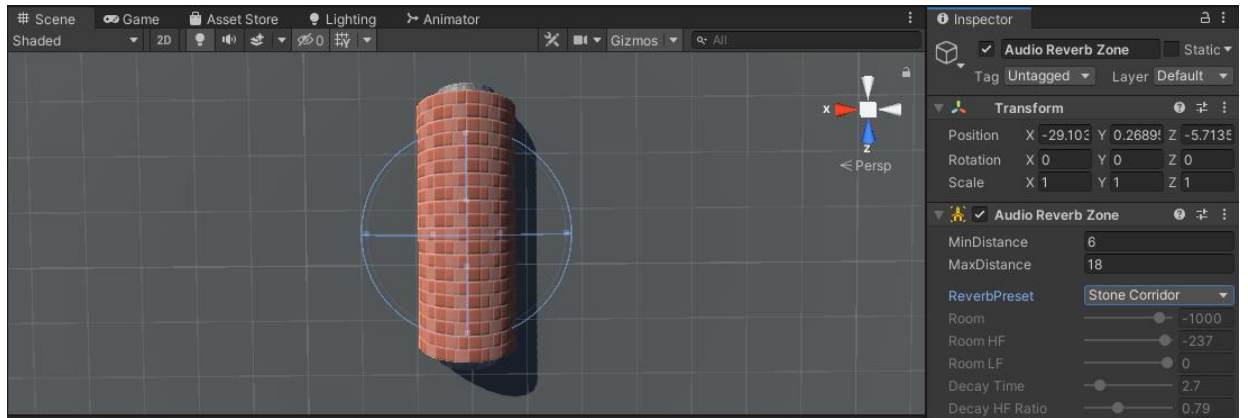 Scene Game Asset Store Lighting Animator
Shaded 2D 0 Gizmos All
x
z
Persp
Inspector
Audio Reverb Zone Static
Tag Untagged Layer Default
Transform
Position X -29.103 Y 0.2689 Z -5.7135
Rotation X 0 Y 0 Z 0
Scale X 1 Y 1 Z 1
Audio Reverb Zone
MinDistance 6
MaxDistance 18
ReverbPreset Stone Corridor
Room -1000
Room HF -237
Room LF 0
Decay Time 2.7
Decay HF Ratio 0.79